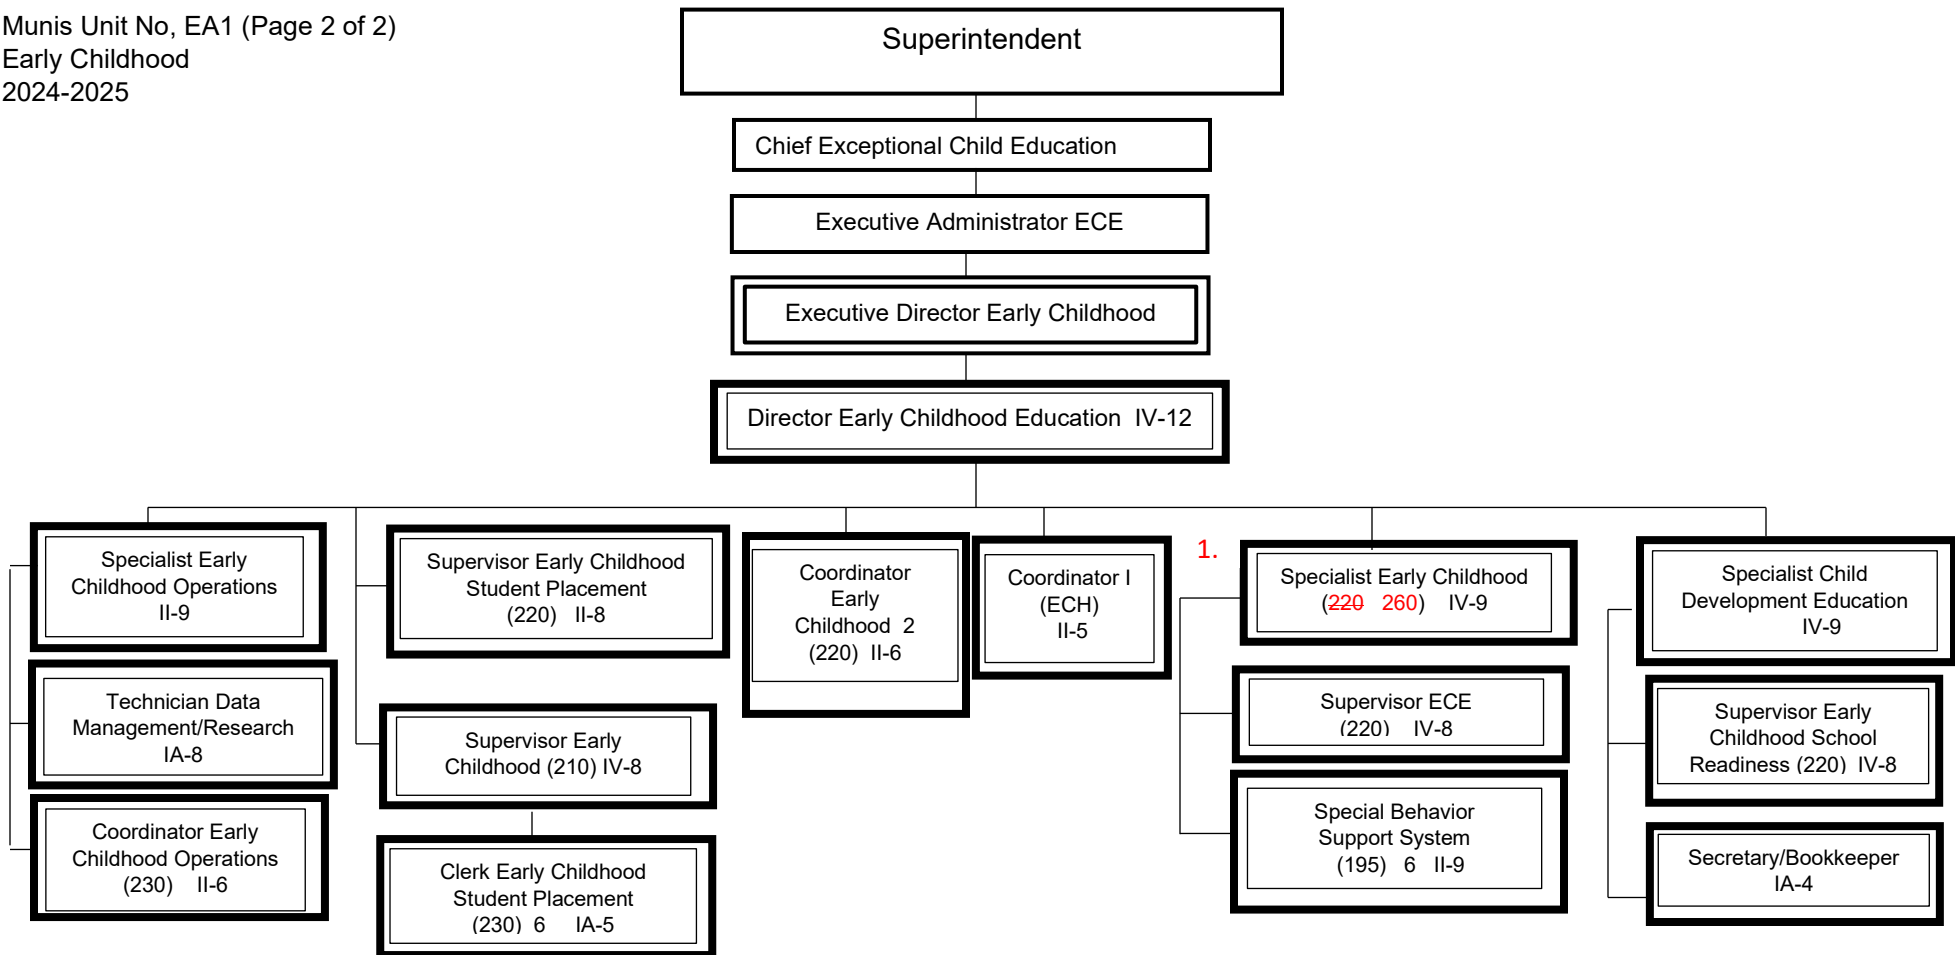 Munis Unit No, EA1 (Page 2 of 2)
Early Childhood
2024-2025
Superintendent
Chief Exceptional Child Education
Executive Administrator ECE
Executive Director Early Childhood
Director Early Childhood Education IV-12
Specialist Early
Childhood Operations
II-9
Technician Data
Management/Research
IA-8
Coordinator Early
Childhood Operations
(230) II-6
Supervisor Early Childhood
Student Placement
(220) II-8
Supervisor Early
Childhood (210) IV-8
Clerk Early Childhood
Student Placement
(230) 6 IA-5
Coordinator
Early
Childhood 2
(220) II-6
Coordinator I
(ECH)
II-5
1.
Specialist Early Childhood
(220 260) IV-9
Supervisor ECE
(220) IV-8
Special Behavior
Support System
(195) 6 II-9
Specialist Child
Development Education
IV-9
Supervisor Early
Childhood School
Readiness (220) IV-8
Secretary/Bookkeeper
IA-4